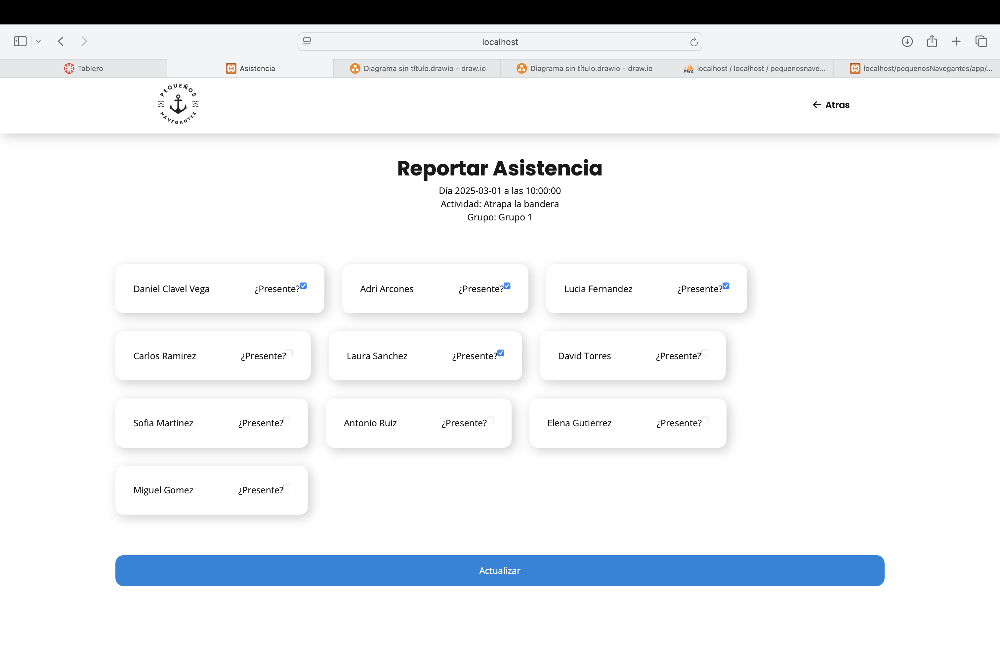 localhost
Tablero
Asistencia
Diagrama sin título.drawio - draw.io
Diagrama sin título.drawio - draw.io
PMA
localhost / localhost / pequenosnave...
localhost/pequenosNavegantes/app/...
PEQUEÑOS
NAVEGANTES
Atras
Reportar Asistencia
Día 2025-03-01 a las 10:00:00
Actividad: Atrapa la bandera
Grupo: Grupo 1
Daniel Clavel Vega ¿Presente?
Adri Arcones ¿Presente?
Lucia Fernandez ¿Presente?
Carlos Ramirez ¿Presente?
Laura Sanchez ¿Presente?
David Torres ¿Presente?
Sofia Martinez ¿Presente?
Antonio Ruiz ¿Presente?
Elena Gutierrez ¿Presente?
Miguel Gomez ¿Presente?
Actualizar